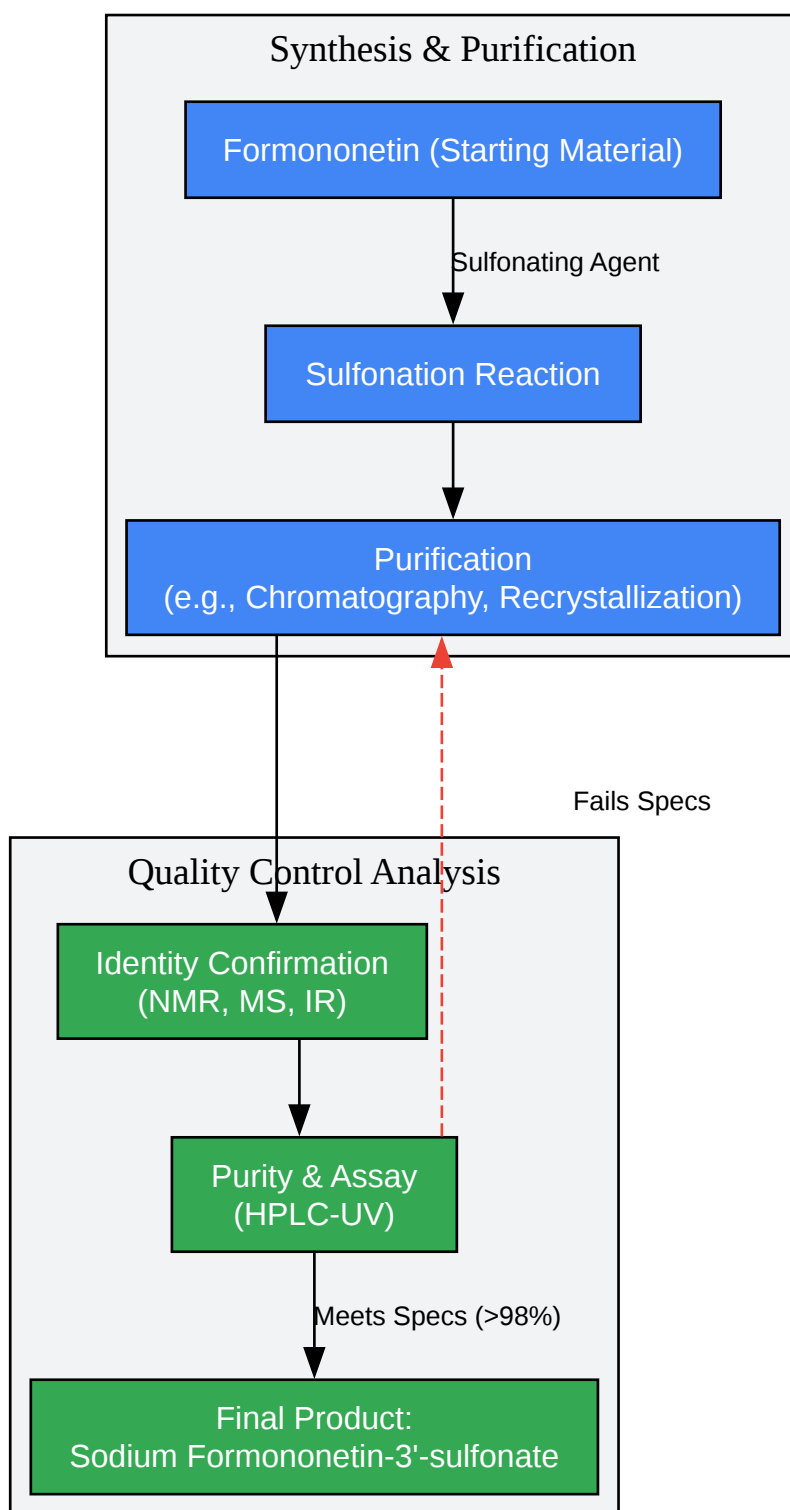 Synthesis & Purification
Formononetin (Starting Material)
Sulfonating Agent
Sulfonation Reaction
Purification
(e.g., Chromatography, Recrystallization)
Fails Specs
Quality Control Analysis
Identity Confirmation
(NMR, MS, IR)
Purity & Assay
(HPLC-UV)
Meets Specs (>98%)
Final Product:
Sodium Formononetin-3'-sulfonate